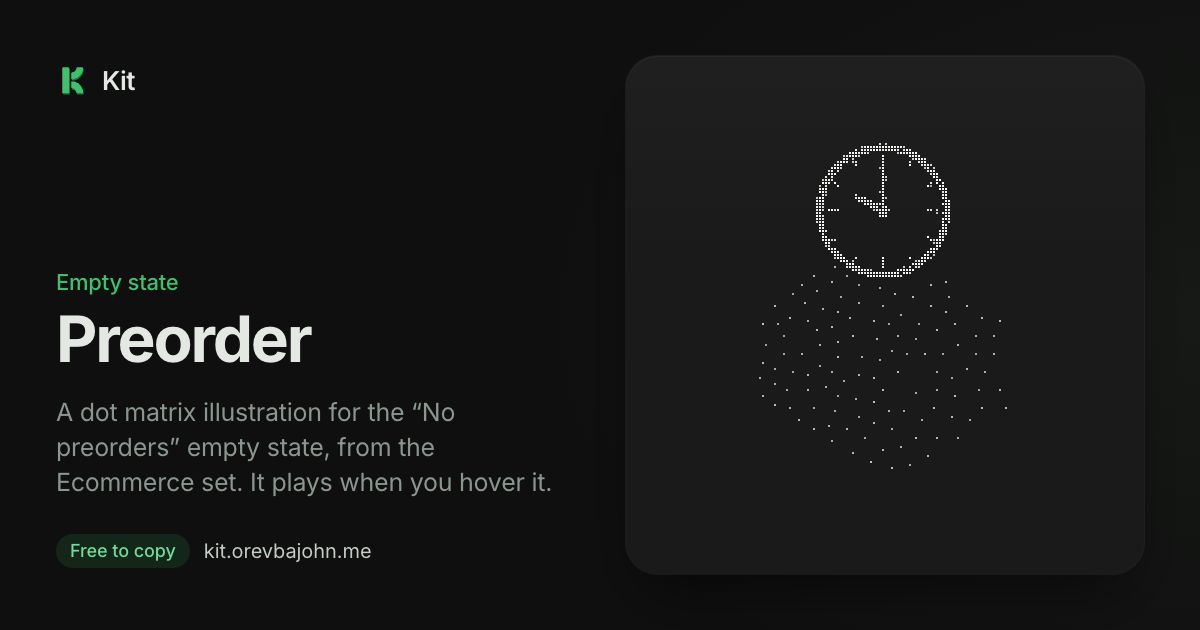 Kit
Empty state
Preorder
A dot matrix illustration for the “No
preorders” empty state, from the
Ecommerce set. It plays when you hover it.
Free to copy
kit.orevbajohn.me